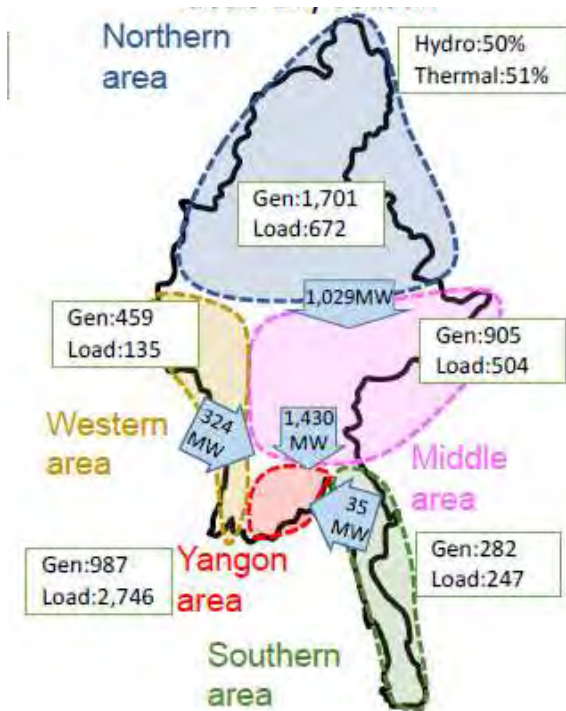 Northern
area
Hydro:50%
Thermal:51%
Gen:1,701
Load:672
1,029MW
Gen:459
Load:135
Gen:905
Load:504
Western
area
324
MW
1,430
MW
Middle
area
35
MW
Gen:987
Load:2,746
Yangon
area
Gen:282
Load:247
Southern
area